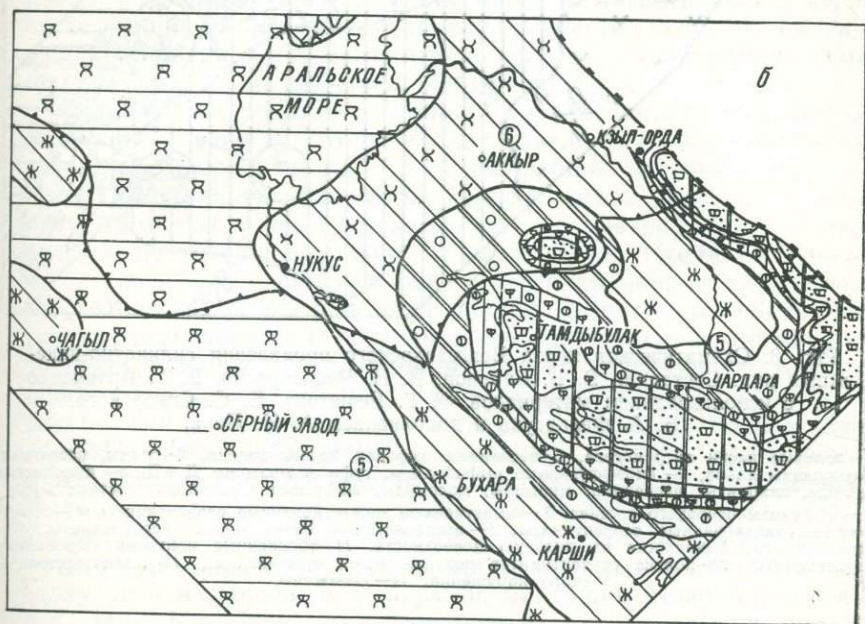 б
АРАЛЬСКОЕ
МОРЕ
КЗЫЛ-ОРДА
6
АККЫР
НУКУС
ЧАГЫЛ
ТАМДЫБУЛАК
5
ЧАРДАРА
СЕРНЫЙ ЗАВОД
5
БУХАРА
КАРШИ